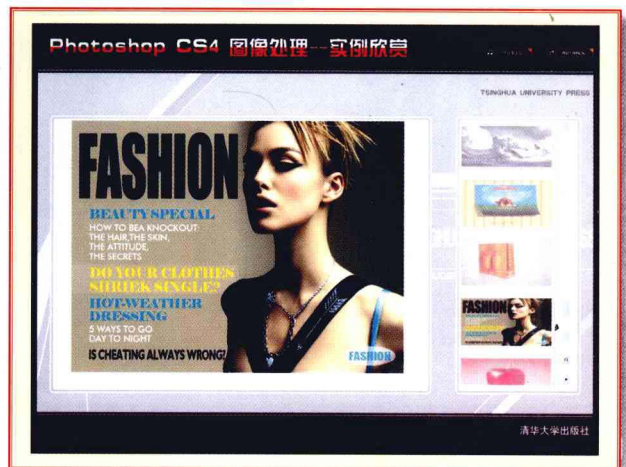 Photoshop CS4 图像处理--实例欣赏
TSINGHUA UNIVERSITY PRESS
FASHION
BEAUTY SPECIAL
HOW TO BEA KNOCKOUT:
THE HAIR,THE SKIN,
THE ATTITUDE,
THE SECRETS
DO YOUR CLOTHES
SHRIEK SINGLE?
HOT-WEATHER
DRESSING
5 WAYS TO GO
DAY TO NIGHT
IS CHEATING ALWAYS WRONG?
FASHION
FASHION
清华大学出版社